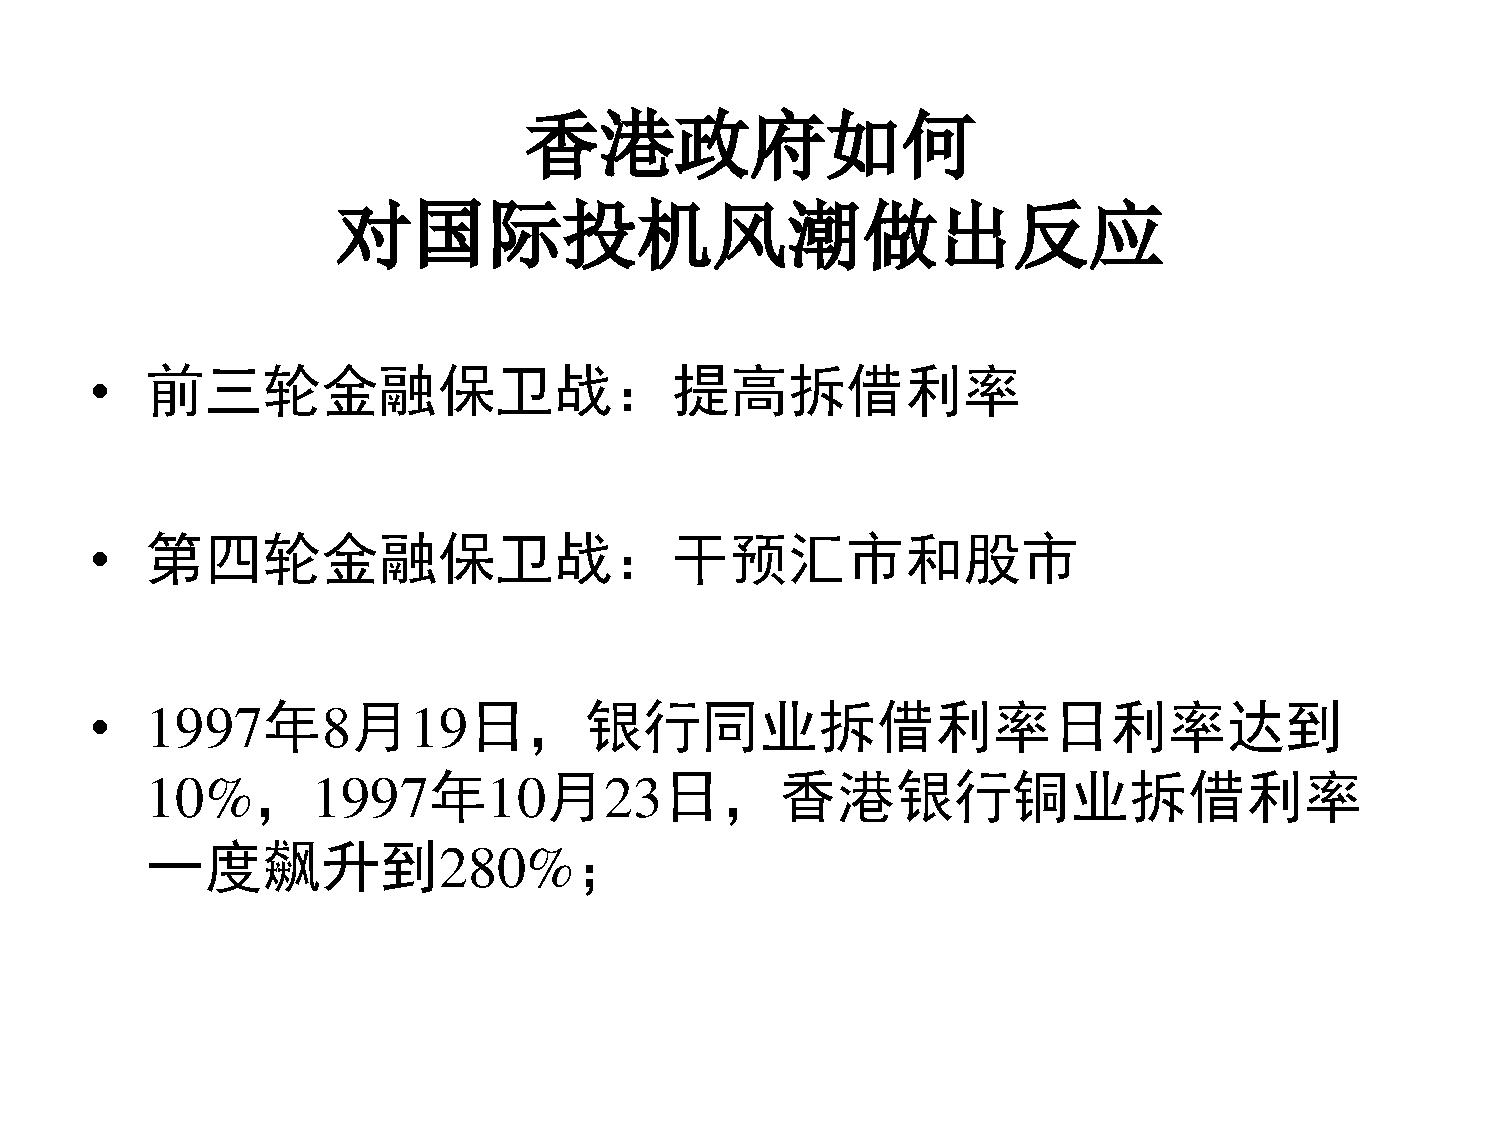 香港政府如何
对国际投机风潮做出反应
• 前三轮金融保卫战：提高拆借利率
• 第四轮金融保卫战：干预汇市和股市
• 1997年8月19日，银行同业拆借利率日利率达到
10%，1997年10月23日，香港银行铜业拆借利率
一度飙升到280%；